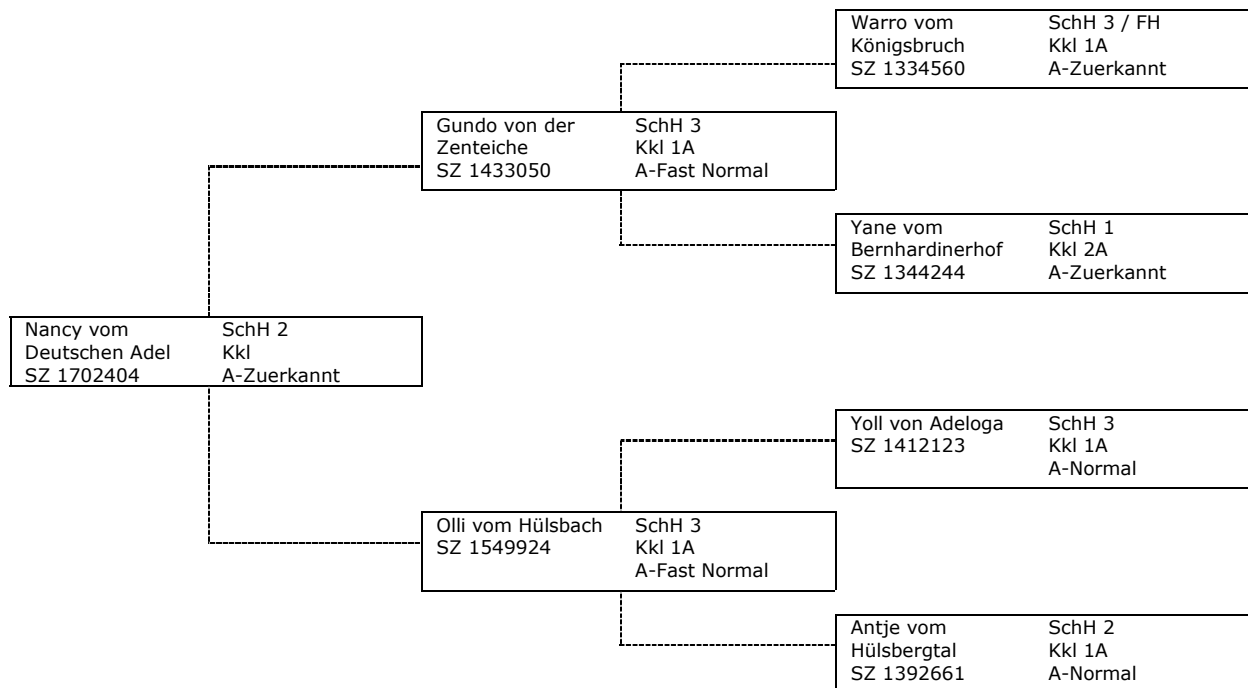 Warro vom SchH 3 / FH
Königsbruch Kkl 1A
SZ 1334560 A-Zuerkannt
Gundo von der SchH 3
Zenteiche Kkl 1A
SZ 1433050 A-Fast Normal
Yane vom SchH 1
Bernhardinerhof Kkl 2A
SZ 1344244 A-Zuerkannt
Nancy vom SchH 2
Deutschen Adel Kkl
SZ 1702404 A-Zuerkannt
Yoll von Adeloga SchH 3
SZ 1412123 Kkl 1A
A-Normal
Olli vom Hülsbach SchH 3
SZ 1549924 Kkl 1A
A-Fast Normal
Antje vom SchH 2
Hülsbergtal Kkl 1A
SZ 1392661 A-Normal